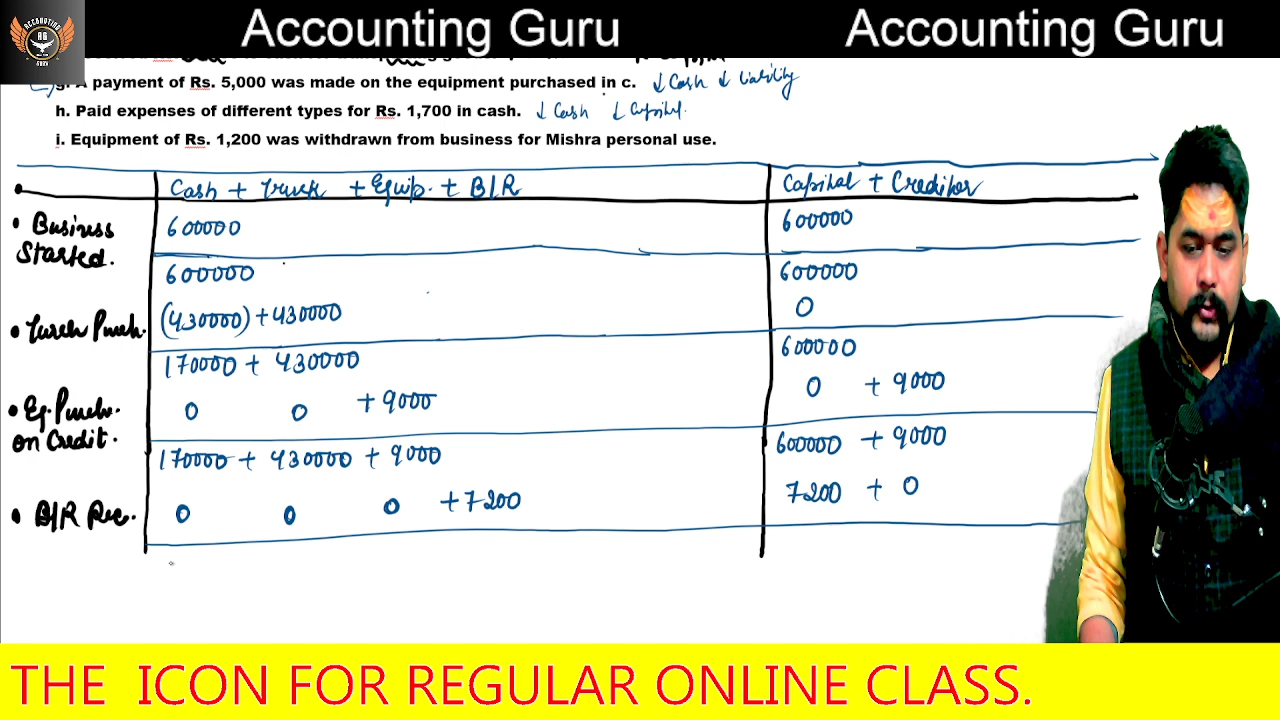 ACCOUNTING
AG
GURU
Accounting Guru
Accounting Guru
g. A payment of Rs. 5,000 was made on the equipment purchased in c. ↓ Cash ↓ liability
h. Paid expenses of different types for Rs. 1,700 in cash. ↓ Cash ↓ Capital.
i. Equipment of Rs. 1,200 was withdrawn from business for Mishra personal use.
Cash + Truck + Equip. + B/R Capital + Creditor
• Business 600000 600000
Started.
600000 600000
(430000) + 430000 0
170000 + 430000 600000
0 0 + 9000 0 + 9000
on Credit.
170000 + 430000 + 9000 600000 + 9000
• B/R Rec. 0 0 0 + 7200 7200 + 0
THE ICON FOR REGULAR ONLINE CLASS.